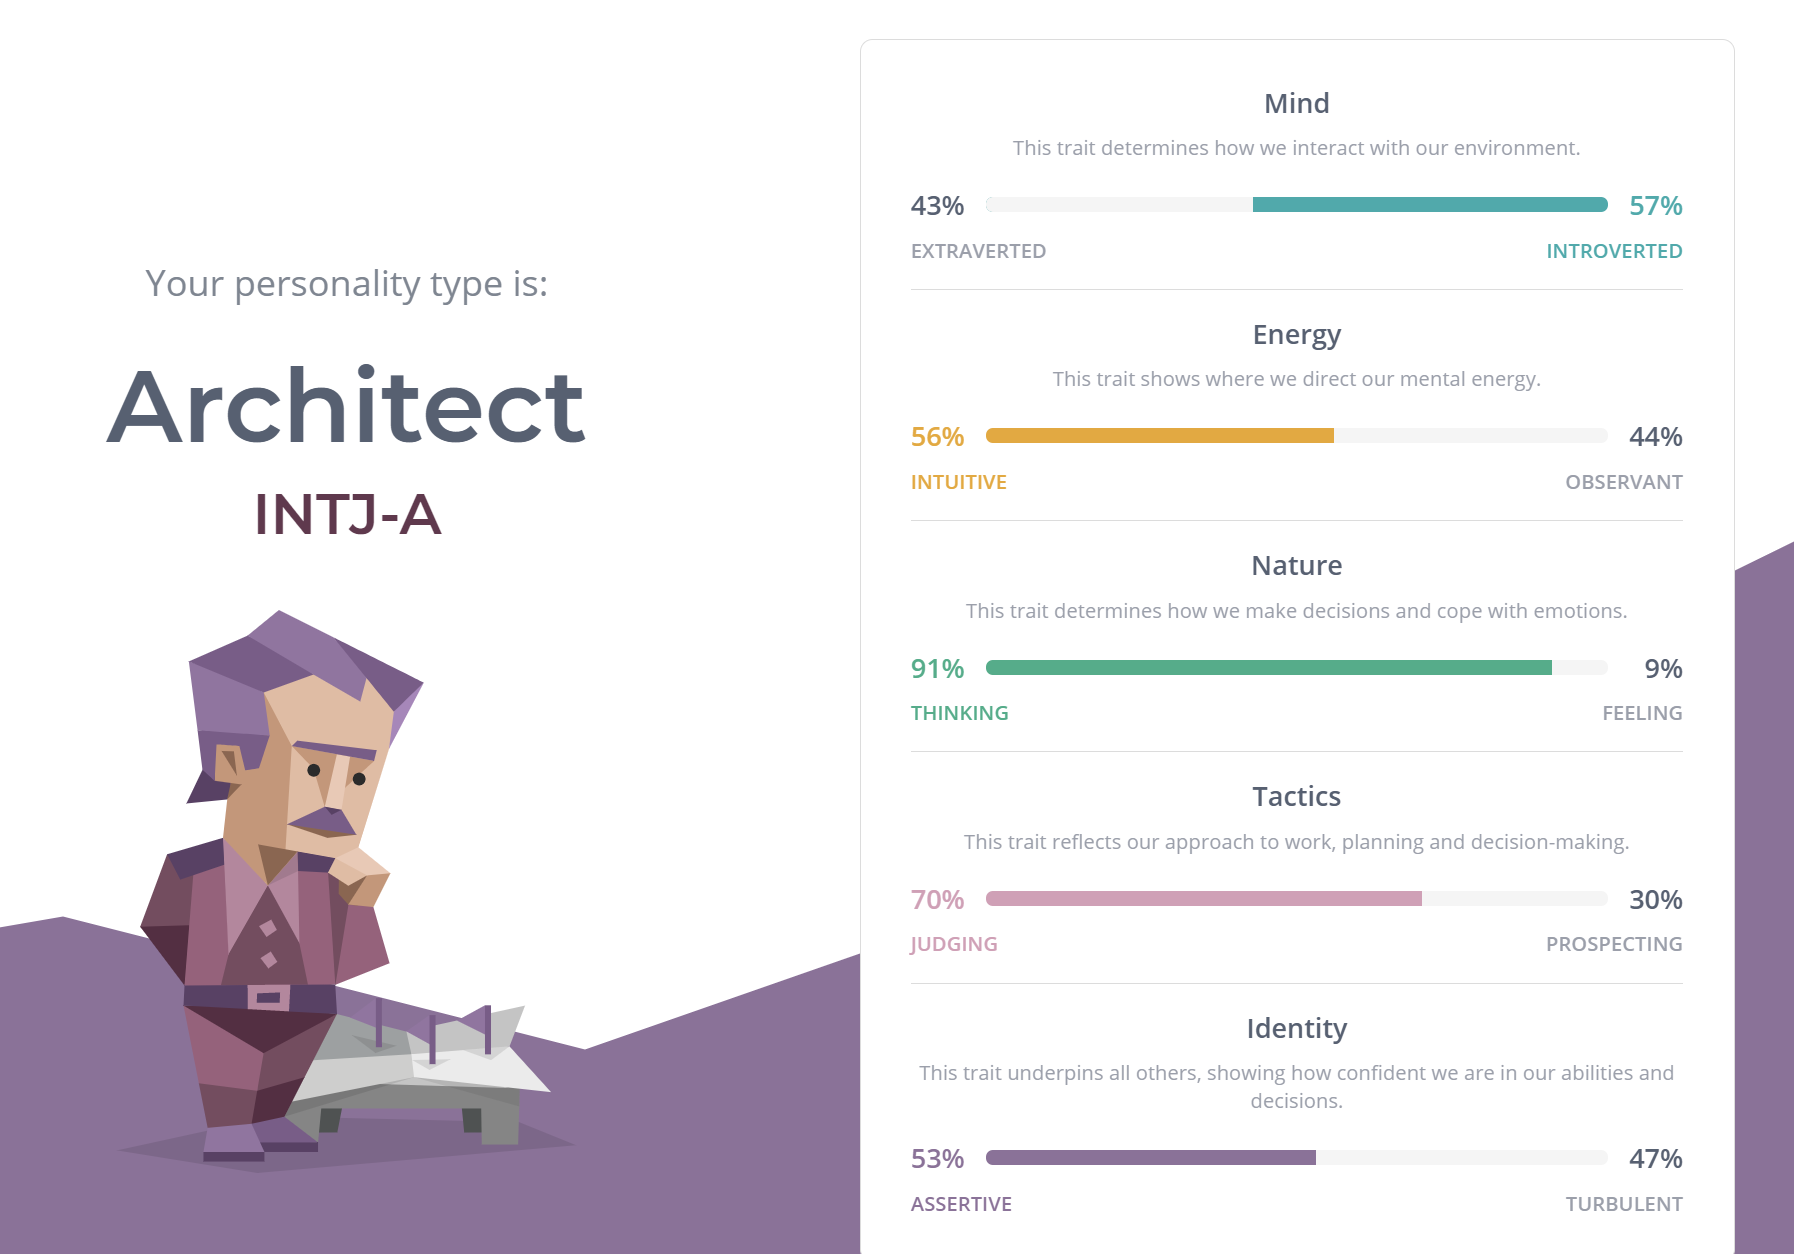 Your personality type is:
Architect
INTJ-A
Mind
This trait determines how we interact with our environment.
43% 57%
EXTRAVERTED INTROVERTED
Energy
This trait shows where we direct our mental energy.
56% 44%
INTUITIVE OBSERVANT
Nature
This trait determines how we make decisions and cope with emotions.
91% 9%
THINKING FEELING
Tactics
This trait reflects our approach to work, planning and decision-making.
70% 30%
JUDGING PROSPECTING
Identity
This trait underpins all others, showing how confident we are in our abilities and
decisions.
53% 47%
ASSERTIVE TURBULENT